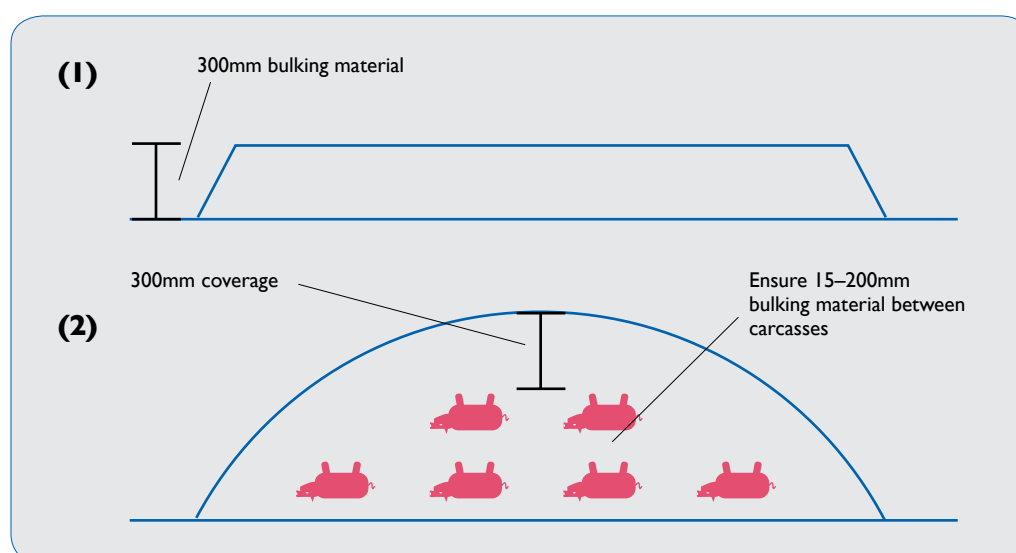 (1)
300mm bulking material
300mm coverage
Ensure 15–200mm
bulking material between
carcasses
(2)